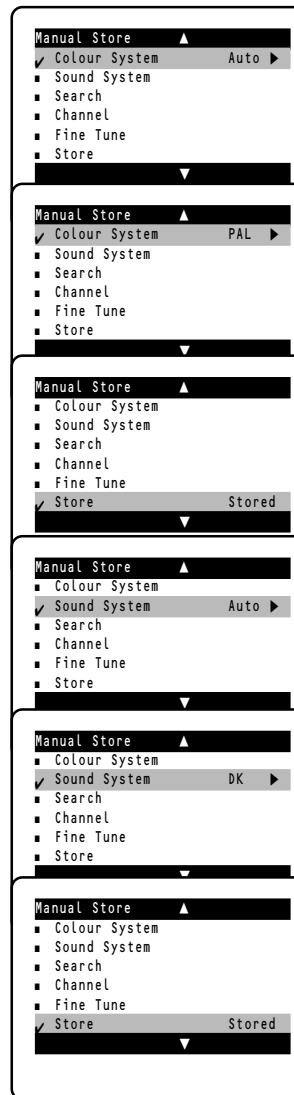 Manual Store ▲
✓ Colour System Auto ▶
■ Sound System
■ Search
■ Channel
■ Fine Tune
■ Store
▼
Manual Store ▲
✓ Colour System PAL ▶
■ Sound System
■ Search
■ Channel
■ Fine Tune
■ Store
▼
Manual Store ▲
■ Colour System
■ Sound System
■ Search
■ Channel
■ Fine Tune
✓ Store Stored
▼
Manual Store ▲
■ Colour System
✓ Sound System Auto ▶
■ Search
■ Channel
■ Fine Tune
■ Store
▼
Manual Store ▲
■ Colour System
✓ Sound System DK ▶
■ Search
■ Channel
■ Fine Tune
■ Store
▼
Manual Store ▲
■ Colour System
■ Sound System
■ Search
■ Channel
■ Fine Tune
✓ Store Stored
▼